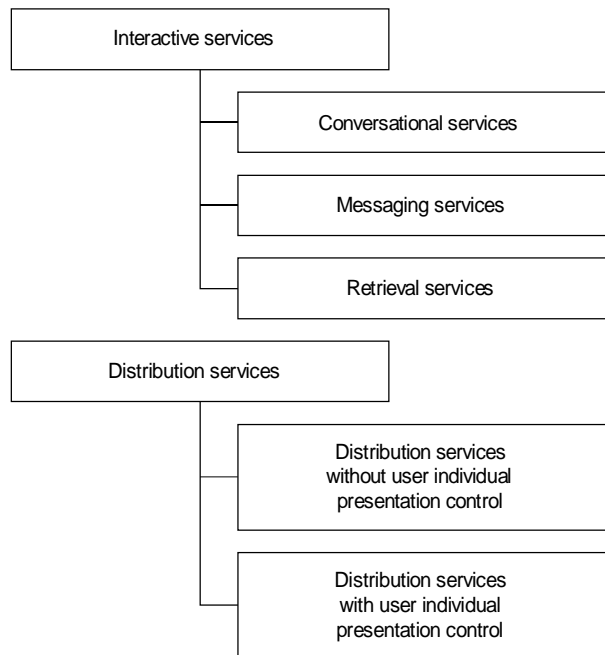 Interactive services
Conversational services
Messaging services
Retrieval services
Distribution services
Distribution services
without user individual
presentation control
Distribution services
with user individual
presentation control